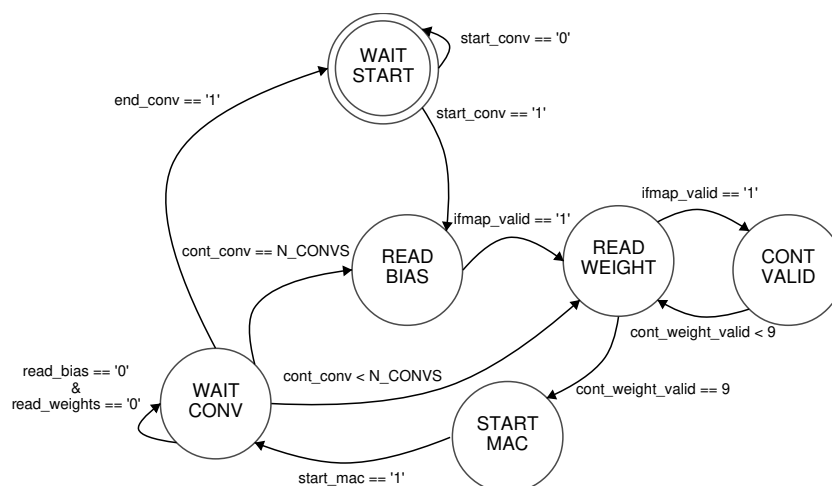 WAIT
START
start_conv == '0'
end_conv == '1'
start_conv == '1'
ifmap_valid == '1'
ifmap_valid == '1'
cont_conv == N_CONVS
READ
BIAS
READ
WEIGHT
CONT
VALID
cont_weight_valid < 9
read_bias == '0'
&
read_weights == '0'
WAIT
CONV
cont_conv < N_CONVS
cont_weight_valid == 9
START
MAC
start_mac == '1'